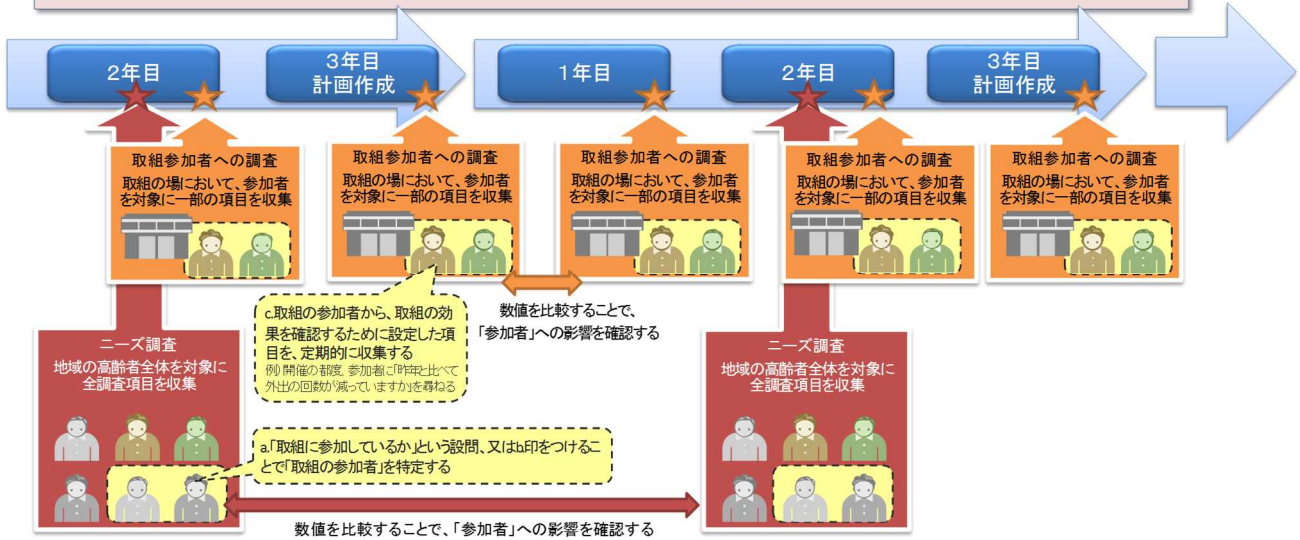 2年目
3年目
計画作成
1年目
2年目
3年目
計画作成
取組参加者への調査
取組の場において、参加者
を対象に一部の項目を収集
取組参加者への調査
取組の場において、参加者
を対象に一部の項目を収集
取組参加者への調査
取組の場において、参加者
を対象に一部の項目を収集
取組参加者への調査
取組の場において、参加者
を対象に一部の項目を収集
取組参加者への調査
取組の場において、参加者
を対象に一部の項目を収集
c.取組の参加者から、取組の効
果を確認するために設定した項
目を、定期的に収集する
例)開催の都度、参加者に「昨年と比べて
外出の回数が減っていますか」を尋ねる
数値を比較することで、
「参加者」への影響を確認する
ニーズ調査
地域の高齢者全体を対象に
全調査項目を収集
a.「取組に参加しているか」という設問、又はb印をつけるこ
とで「取組の参加者」を特定する
ニーズ調査
地域の高齢者全体を対象に
全調査項目を収集
数値を比較することで、「参加者」への影響を確認する